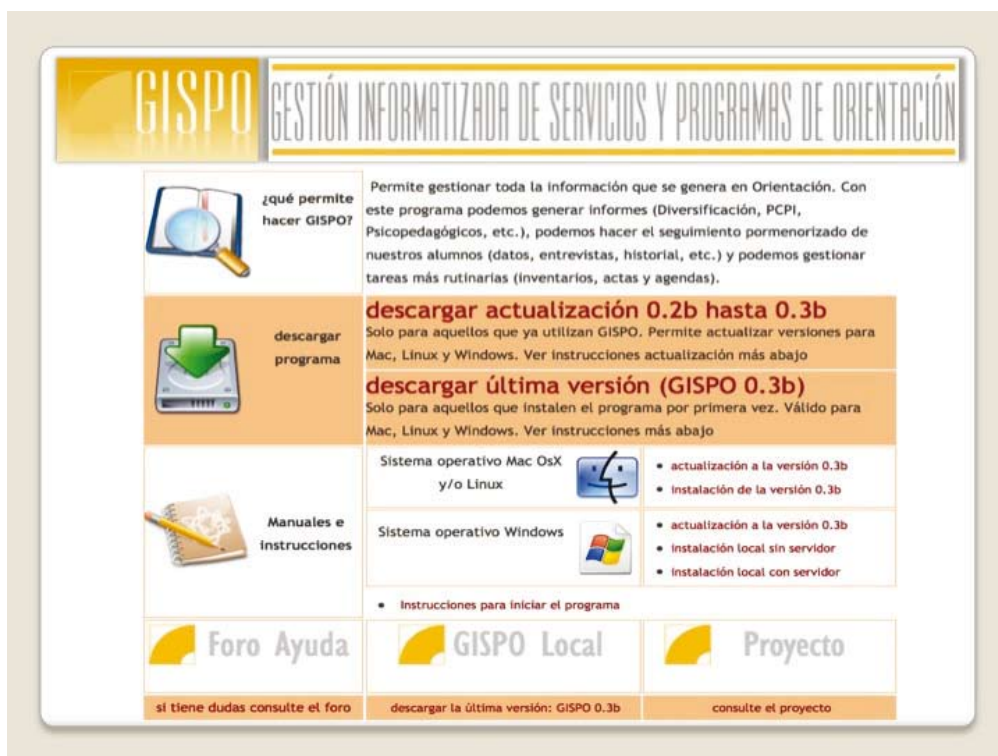 GISPO
GESTIÓN INFORMATIZADA DE SERVICIOS Y PROGRAMAS DE ORIENTACIÓN
¿qué permite
hacer GISPO?
Permite gestionar toda la información que se genera en Orientación. Con
este programa podemos generar informes (Diversificación, PCPI,
Psicopedagógicos, etc.), podemos hacer el seguimiento pormenorizado de
nuestros alumnos (datos, entrevistas, historial, etc.) y podemos gestionar
tareas más rutinarias (inventarios, actas y agendas).
descargar
programa
descargar actualización 0.2b hasta 0.3b
Solo para aquellos que ya utilizan GISPO. Permite actualizar versiones para
Mac, Linux y Windows. Ver instrucciones actualización más abajo
descargar última versión (GISPO 0.3b)
Solo para aquellos que instalen el programa por primera vez. Válido para
Mac, Linux y Windows. Ver instrucciones más abajo
Manuales e
instrucciones
Sistema operativo Mac OsX
y/o Linux
• actualización a la versión 0.3b
• instalación de la versión 0.3b
Sistema operativo Windows
• actualización a la versión 0.3b
• instalación local sin servidor
• instalación local con servidor
• Instrucciones para iniciar el programa
Foro Ayuda
GISPO Local
Proyecto
si tiene dudas consulte el foro
descargar la última versión: GISPO 0.3b
consulte el proyecto